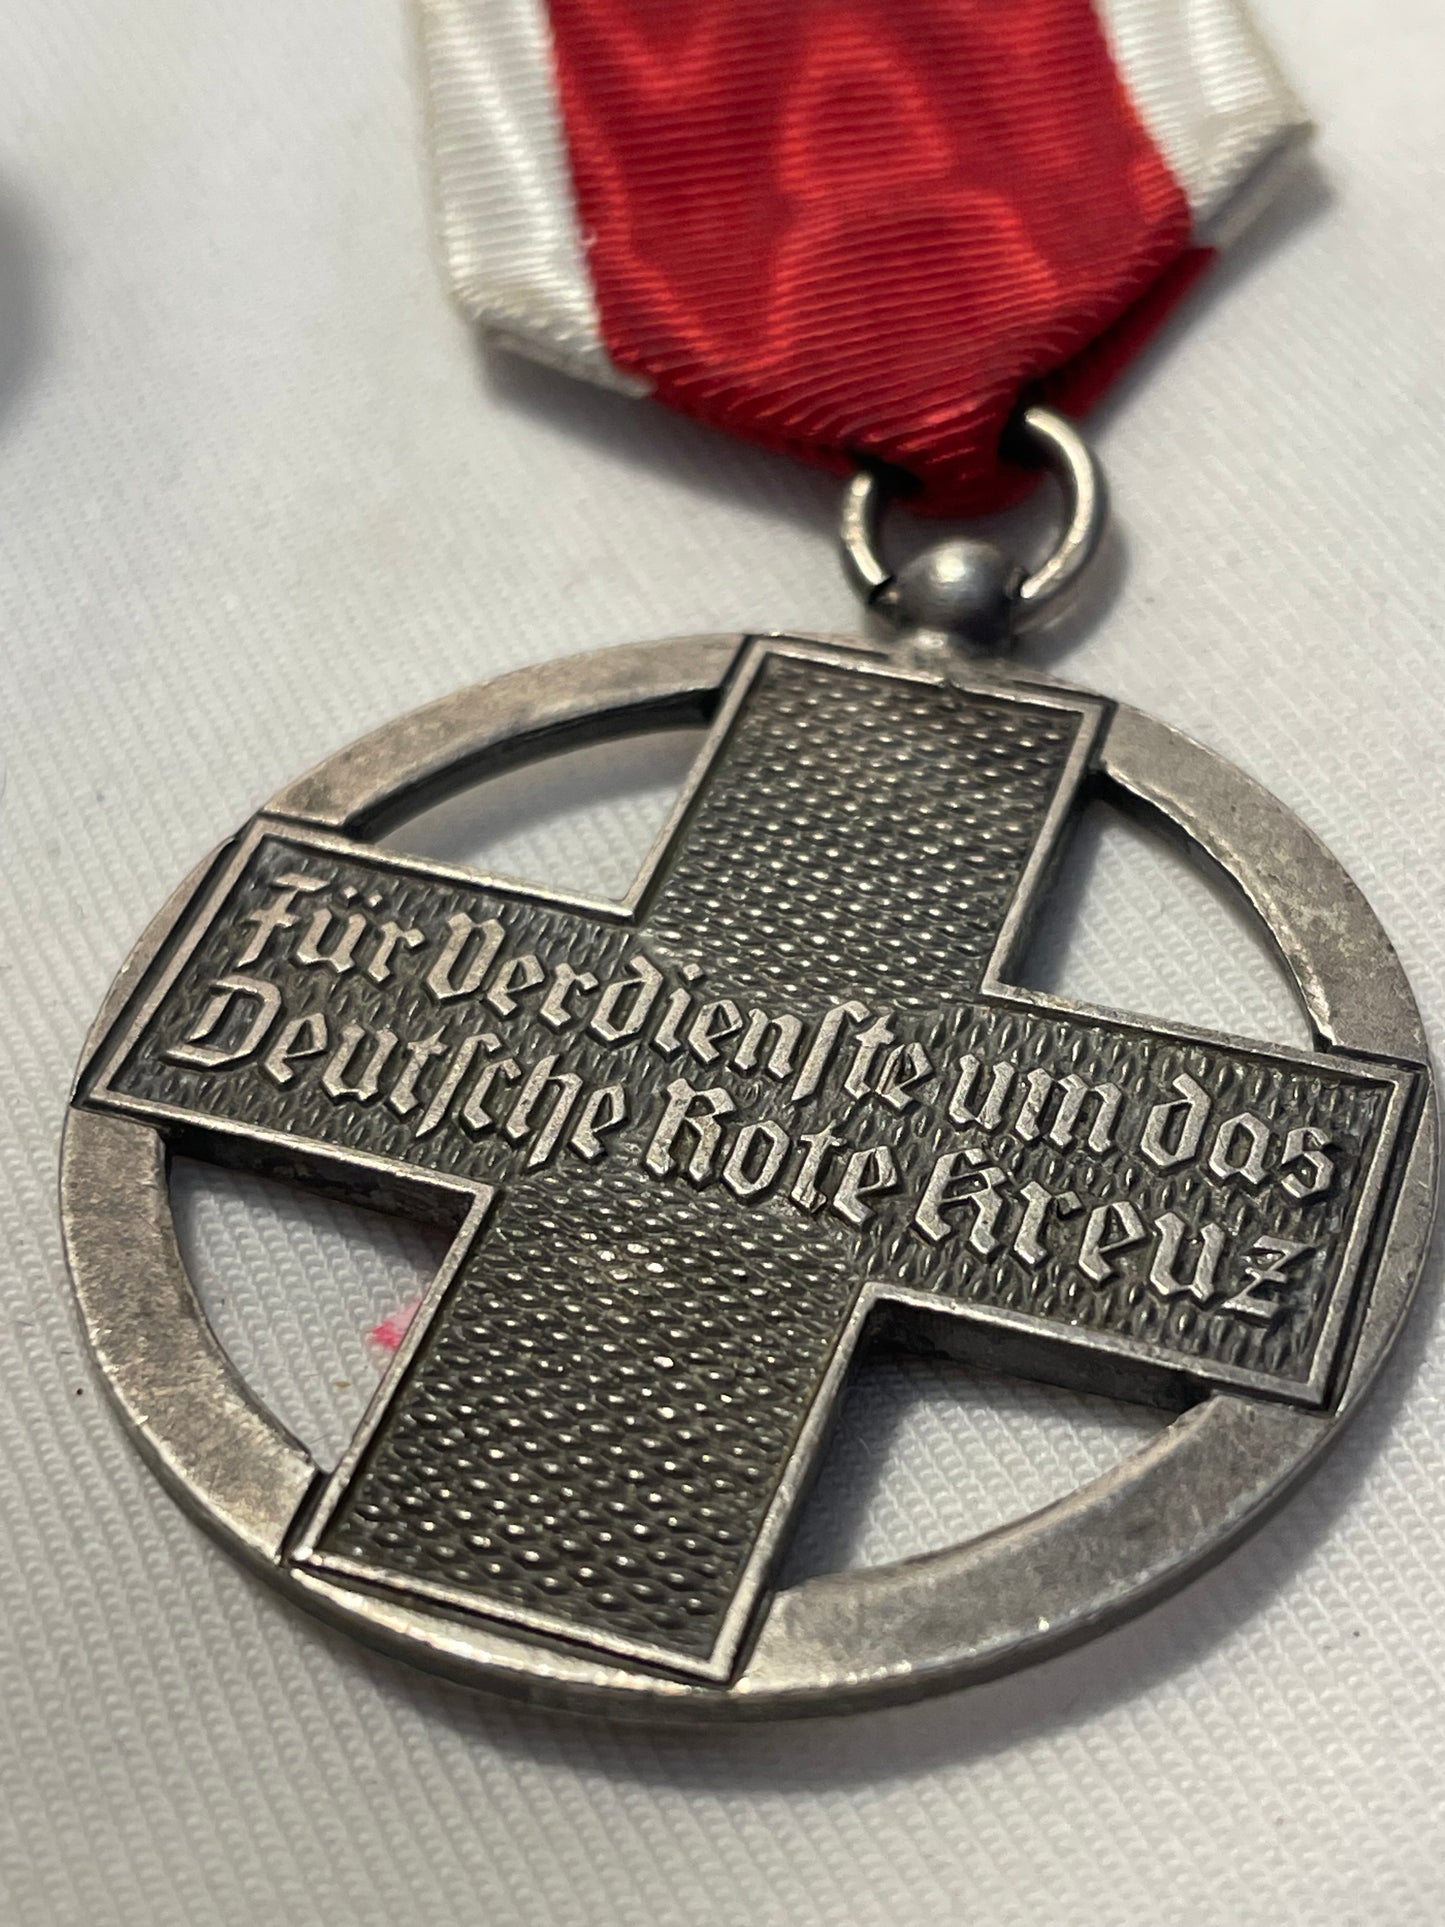 Für Verdienſte um das
Deutſche Rote Kreuz